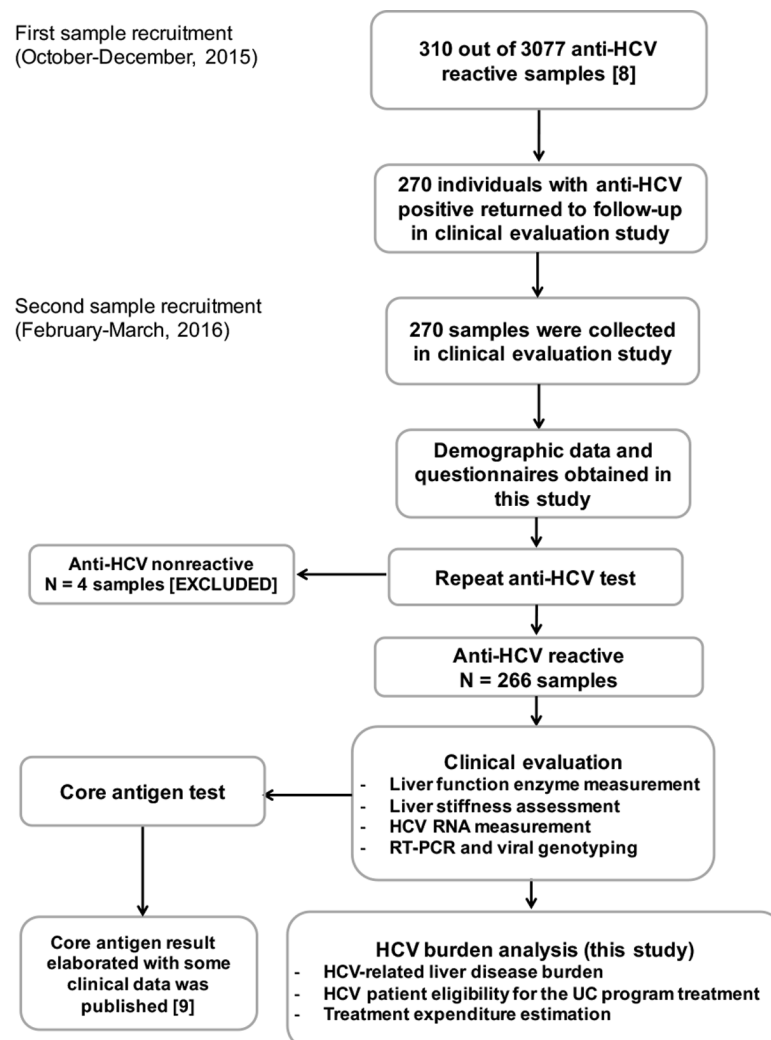 First sample recruitment
(October-December, 2015)
310 out of 3077 anti-HCV
reactive samples [8]
270 individuals with anti-HCV
positive returned to follow-up
in clinical evaluation study
Second sample recruitment
(February-March, 2016)
270 samples were collected
in clinical evaluation study
Demographic data and
questionnaires obtained in
this study
Anti-HCV nonreactive
N = 4 samples [EXCLUDED]
Repeat anti-HCV test
Anti-HCV reactive
N = 266 samples
Clinical evaluation
- Liver function enzyme measurement
- Liver stiffness assessment
- HCV RNA measurement
- RT-PCR and viral genotyping
Core antigen test
Core antigen result
elaborated with some
clinical data was
published [9]
HCV burden analysis (this study)
- HCV-related liver disease burden
- HCV patient eligibility for the UC program treatment
- Treatment expenditure estimation